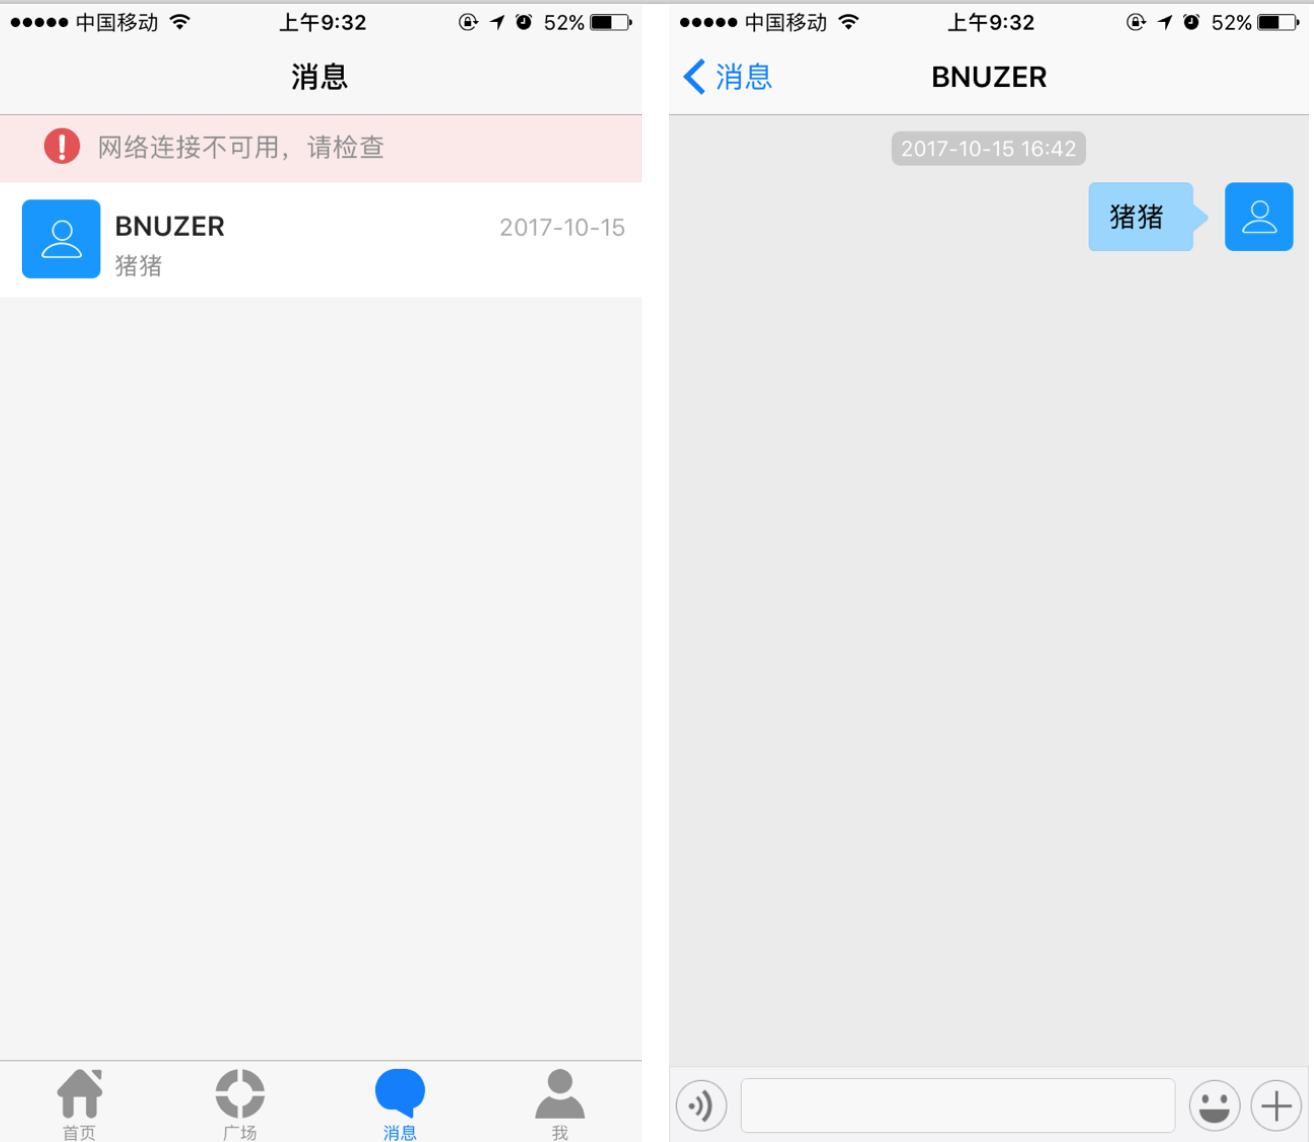 中国移动 上午9:32 52%
消息
网络连接不可用，请检查
BNUZER 2017-10-15
猪猪
首页 广场 消息 我
中国移动 上午9:32 52%
消息 BNUZER
2017-10-15 16:42
猪猪